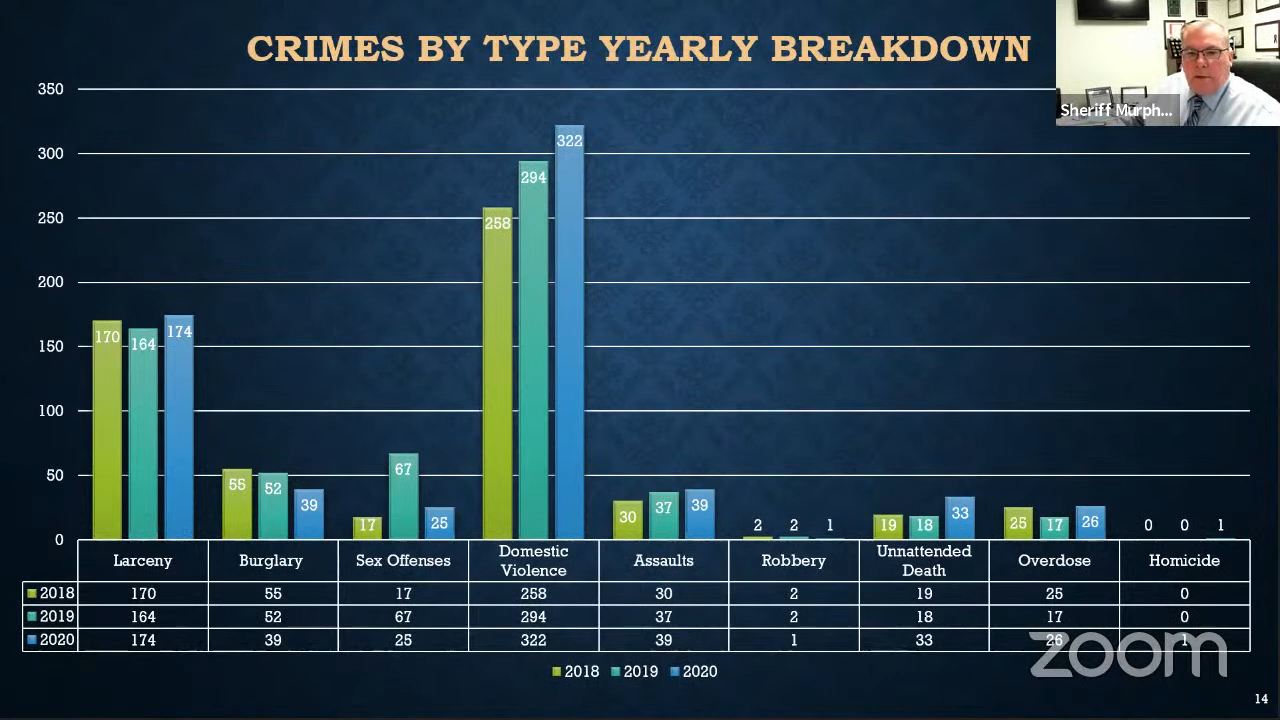 CRIMES BY TYPE YEARLY BREAKDOWN
Sheriff Murph...
350
300
250
200
150
100
50
0
170 164 174
55 52 39
17 67 25
258 294 322
30 37 39
2 2 1
19 18 33
25 17 26
0 0 1
Larceny Burglary Sex Offenses Domestic Violence Assaults Robbery Unnattended Death Overdose Homicide
2018 170 55 17 258 30 2 19 25 0
2019 164 52 67 294 37 2 18 17 0
2020 174 39 25 322 39 1 33 26 1
2018 2019 2020
zoom
14